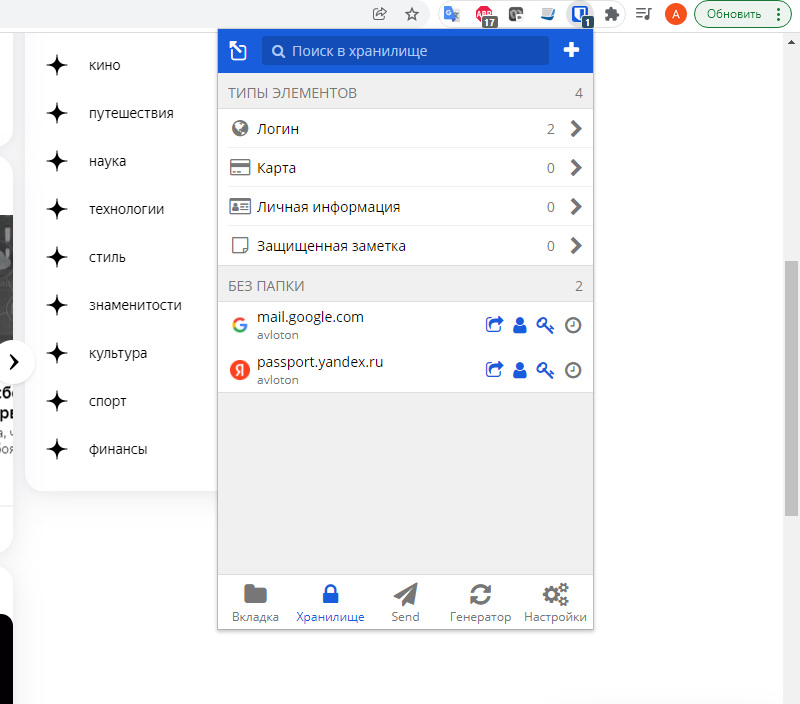 Обновить
17
1
A
Поиск в хранилище
ТИПЫ ЭЛЕМЕНТОВ 4
Логин 2
Карта 0
Личная информация 0
Защищенная заметка 0
БЕЗ ПАПКИ 2
mail.google.com
avloton
passport.yandex.ru
avloton
Вкладка
Хранилище
Send
Генератор
Настройки
кино
путешествия
наука
технологии
стиль
знаменитости
культура
спорт
финансы